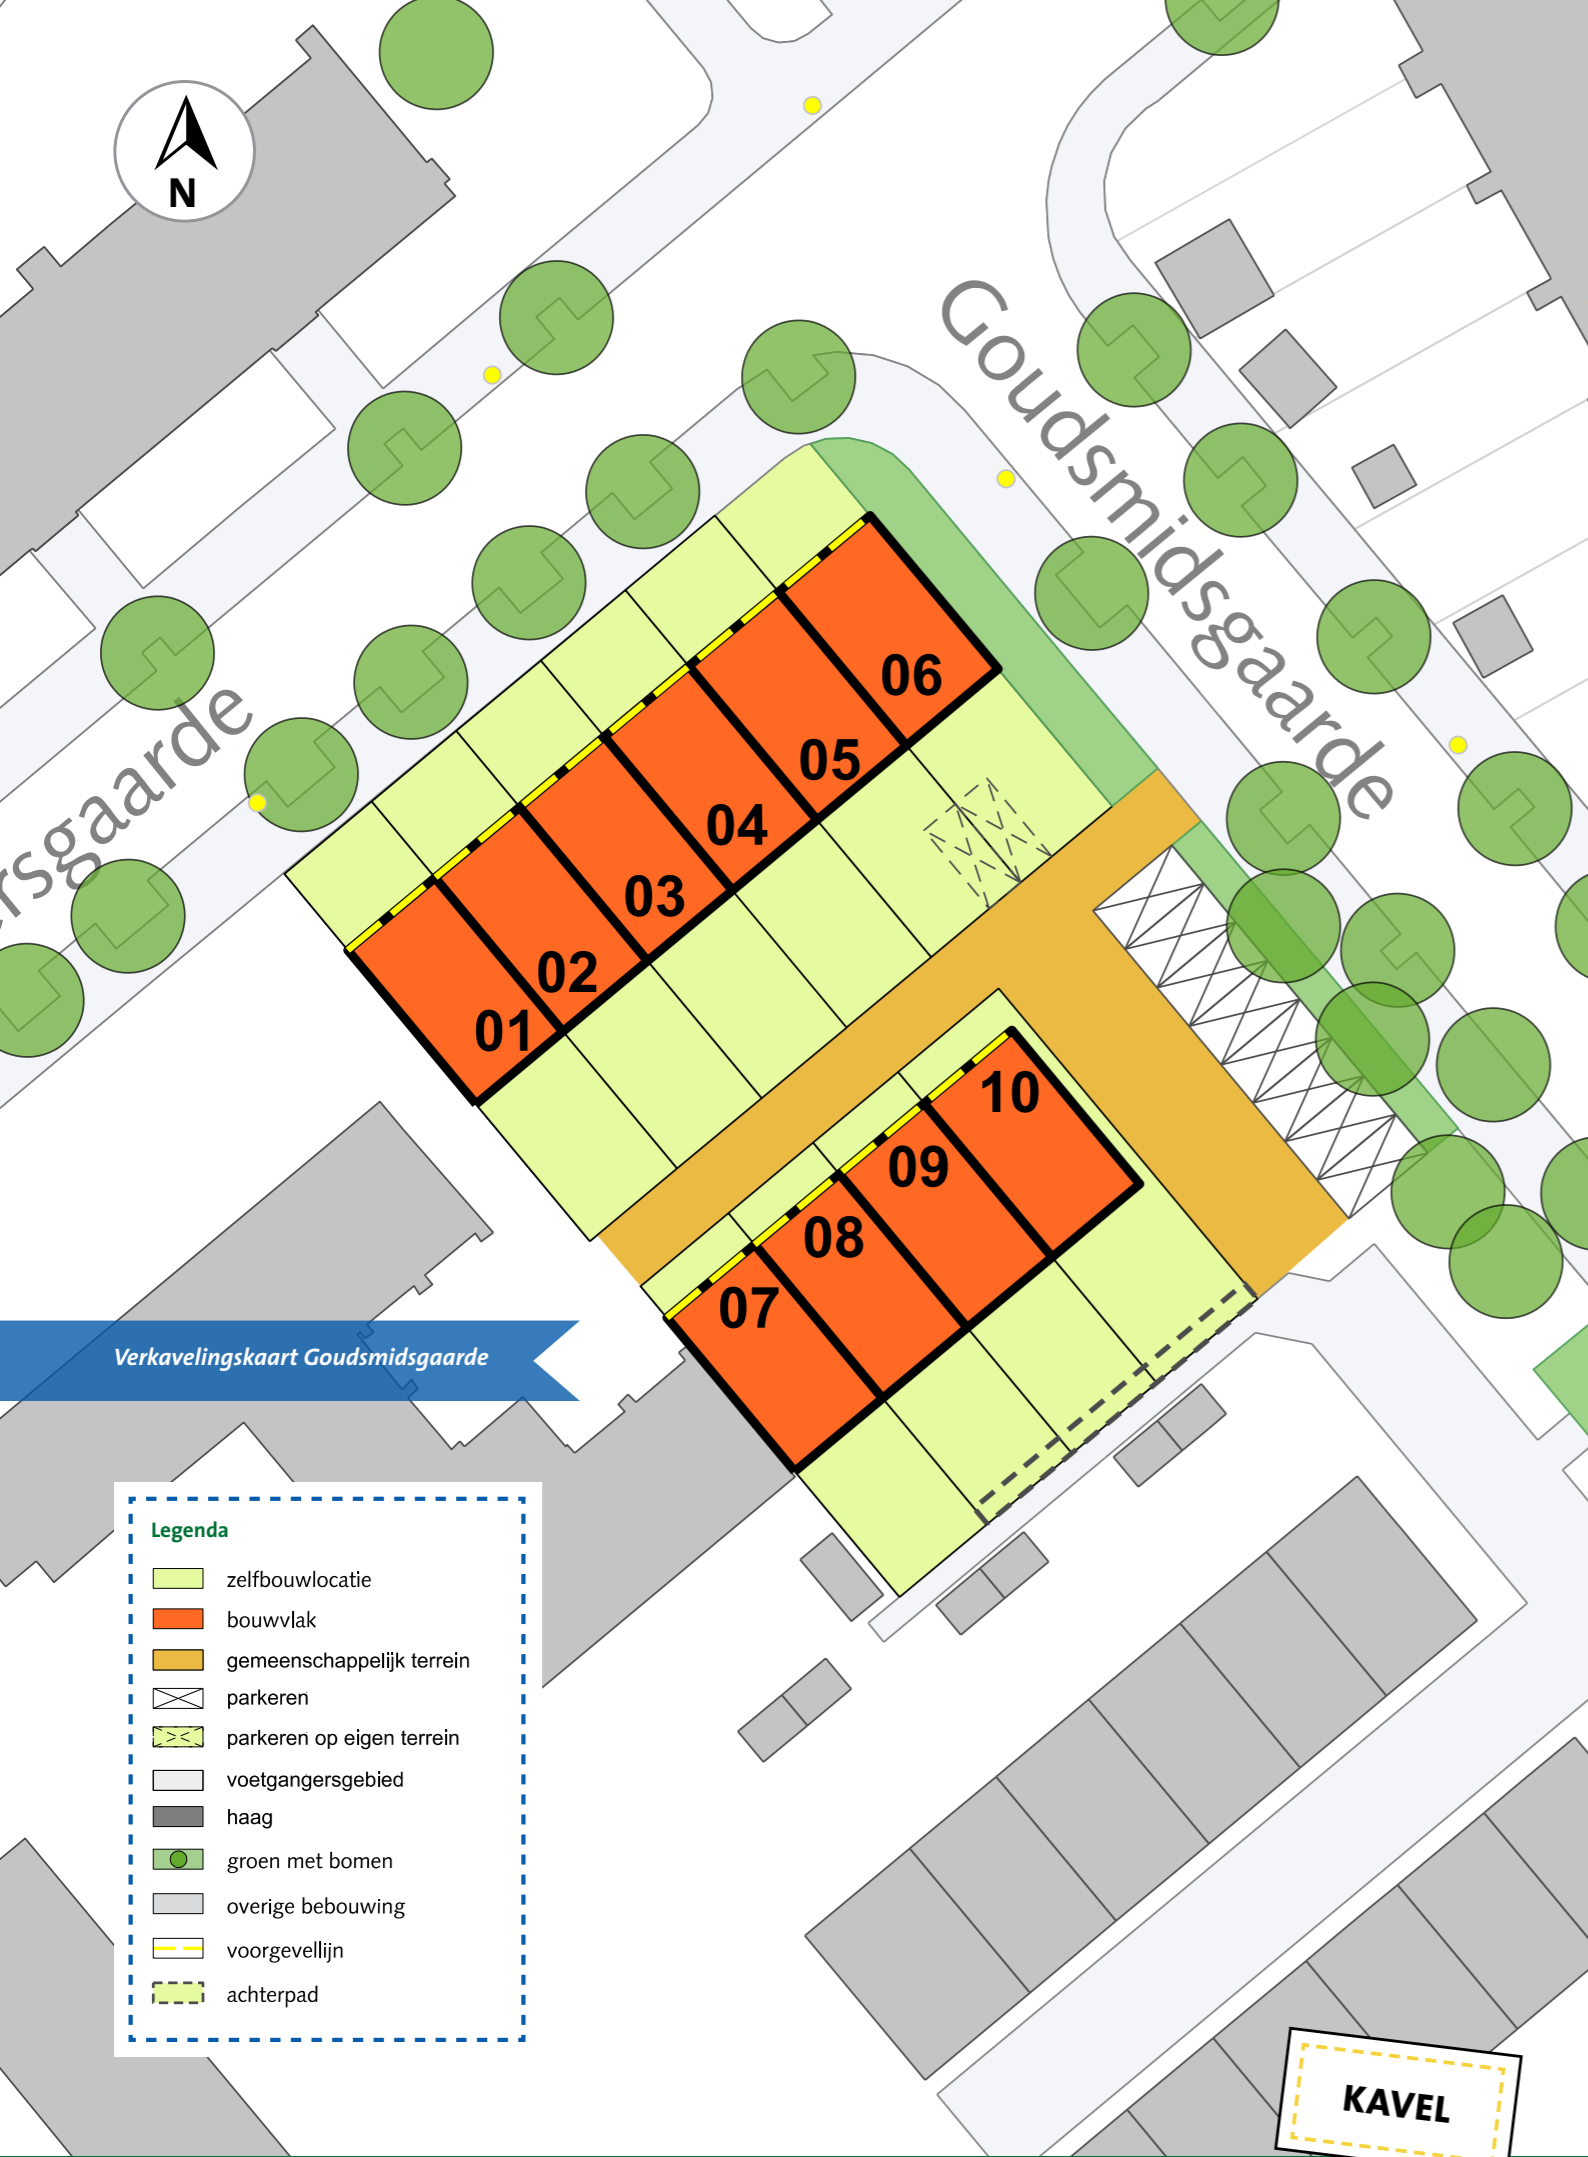 N
Goudsmidsgaarde
rsgaarde
06
05
04
03
02
01
10
09
08
07
Verkavelingskaart Goudsmidsgaarde
Legenda
zelfbouwlocatie
bouwvlak
gemeenschappelijk terrein
parkeren
parkeren op eigen terrein
voetgangersgebied
haag
groen met bomen
overige bebouwing
voorgevellijn
achterpad
KAVEL